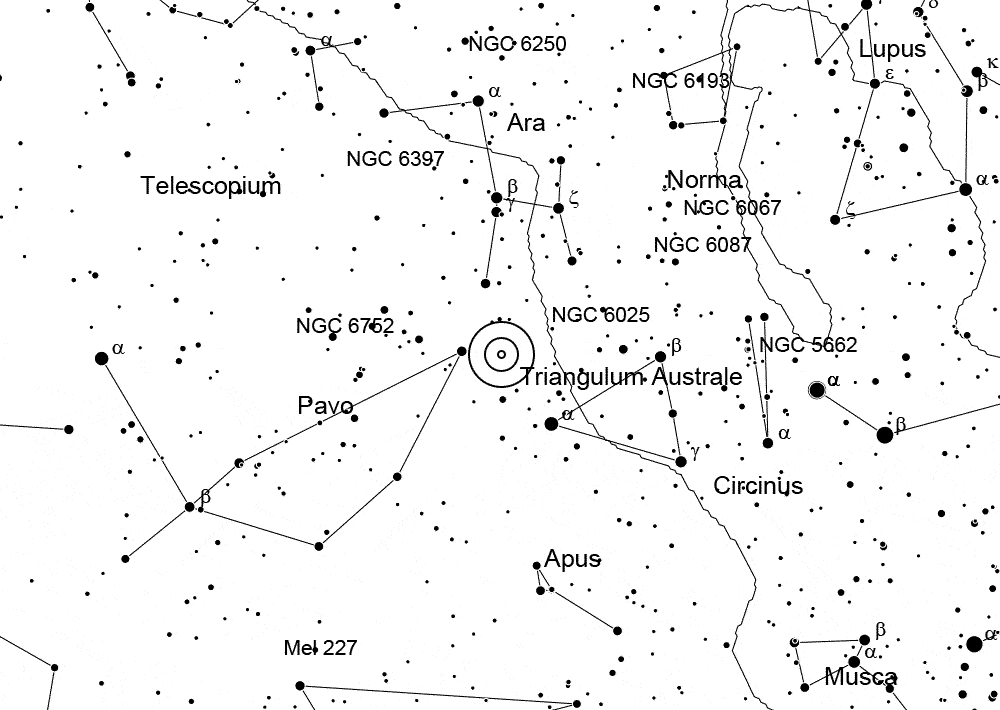 δ
α
NGC 6250
Lupus
κ
NGC 6193
ε
β
α
Ara
NGC 6397
Telescopium
β
γ
ζ
Norma
α
NGC 6067
ζ
NGC 6087
NGC 6025
NGC 6752
α
β
NGC 5662
Triangulum Australe
α
Pavo
α
β
α
γ
β
Circinus
Apus
β
α
α
Mel 227
Musca